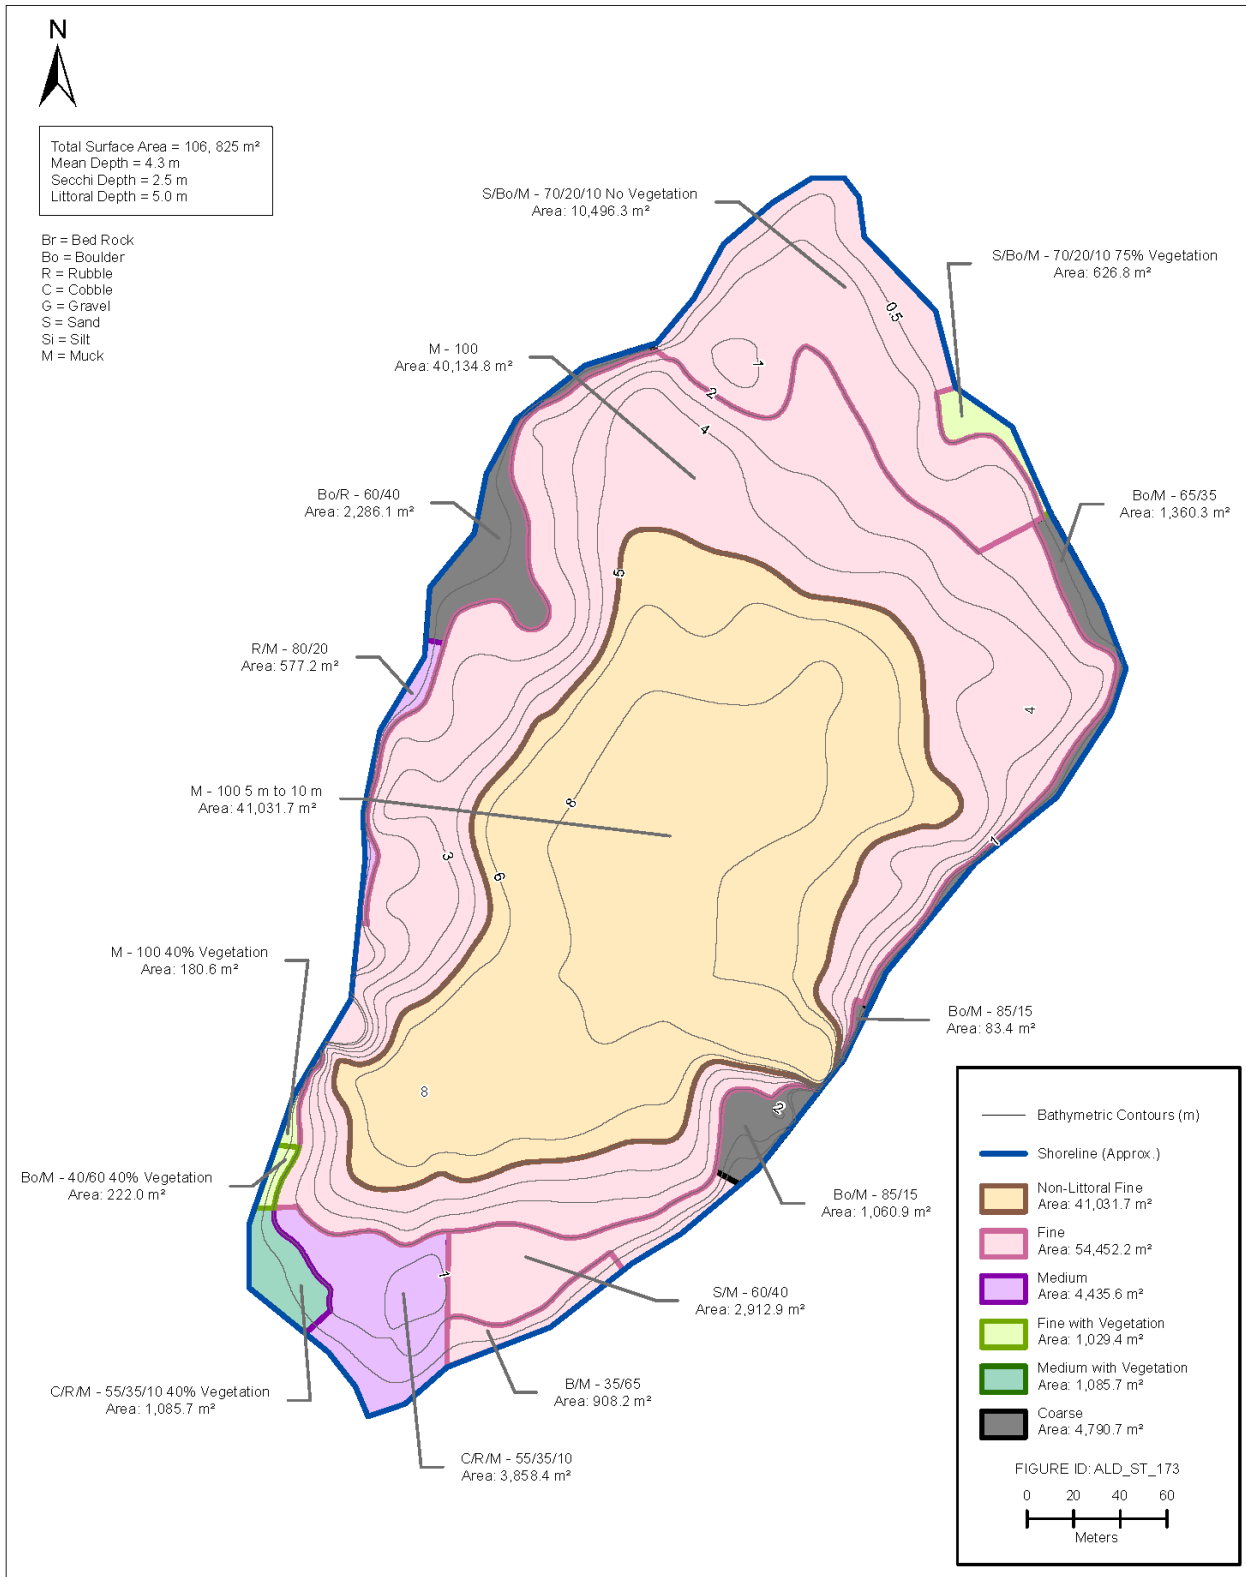 N
Total Surface Area = 106, 825 m²
Mean Depth = 4.3 m
Secchi Depth = 2.5 m
Littoral Depth = 5.0 m
Br = Bed Rock
Bo = Boulder
R = Rubble
C = Cobble
G = Gravel
S = Sand
Si = Silt
M = Muck
S/Bo/M - 70/20/10 No Vegetation
Area: 10,496.3 m²
S/Bo/M - 70/20/10 75% Vegetation
Area: 626.8 m²
0.5
M - 100
Area: 40,134.8 m²
1
2
4
Bo/R - 60/40
Area: 2,286.1 m²
Bo/M - 65/35
Area: 1,360.3 m²
5
R/M - 80/20
Area: 577.2 m²
4
M - 100 5 m to 10 m
Area: 41,031.7 m²
8
3
6
1
M - 100 40% Vegetation
Area: 180.6 m²
Bo/M - 85/15
Area: 83.4 m²
8
2
Bo/M - 40/60 40% Vegetation
Area: 222.0 m²
Bo/M - 85/15
Area: 1,060.9 m²
1
S/M - 60/40
Area: 2,912.9 m²
C/R/M - 55/35/10 40% Vegetation
Area: 1,085.7 m²
B/M - 35/65
Area: 908.2 m²
C/R/M - 55/35/10
Area: 3,858.4 m²
Bathymetric Contours (m)
Shoreline (Approx.)
Non-Littoral Fine
Area: 41,031.7 m²
Fine
Area: 54,452.2 m²
Medium
Area: 4,435.6 m²
Fine with Vegetation
Area: 1,029.4 m²
Medium with Vegetation
Area: 1,085.7 m²
Coarse
Area: 4,790.7 m²
FIGURE ID: ALD_ST_173
0 20 40 60
Meters